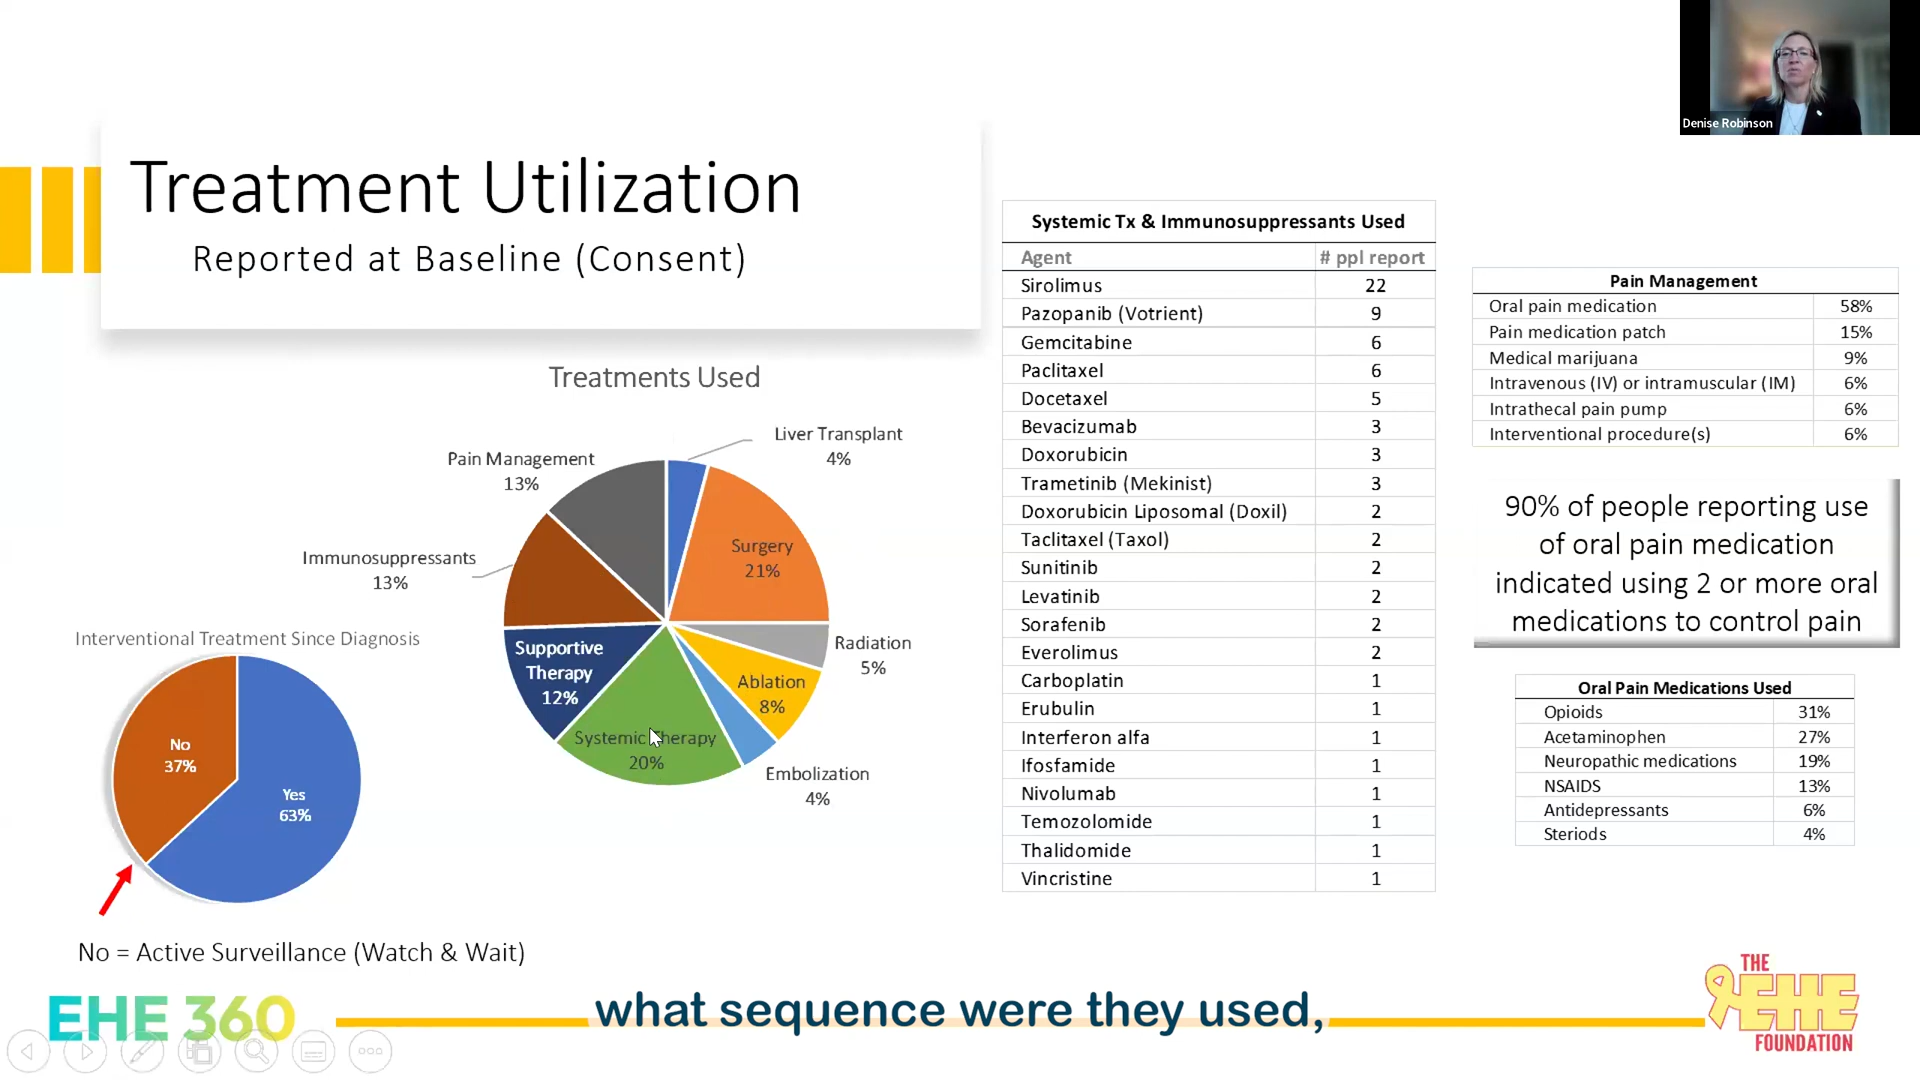 Denise Robinson
Treatment Utilization
Reported at Baseline (Consent)
Treatments Used
Liver Transplant
4%
Pain Management
13%
Surgery
21%
Immunosuppressants
13%
Radiation
5%
Supportive
Therapy
12%
Ablation
8%
Systemic Therapy
20%
Embolization
4%
Interventional Treatment Since Diagnosis
No
37%
Yes
63%
No = Active Surveillance (Watch & Wait)
Systemic Tx & Immunosuppressants Used
Agent # ppl report
Sirolimus 22
Pazopanib (Votrient) 9
Gemcitabine 6
Paclitaxel 6
Docetaxel 5
Bevacizumab 3
Doxorubicin 3
Trametinib (Mekinist) 3
Doxorubicin Liposomal (Doxil) 2
Taclitaxel (Taxol) 2
Sunitinib 2
Levatinib 2
Sorafenib 2
Everolimus 2
Carboplatin 1
Erubulin 1
Interferon alfa 1
Ifosfamide 1
Nivolumab 1
Temozolomide 1
Thalidomide 1
Vincristine 1
Pain Management
Oral pain medication 58%
Pain medication patch 15%
Medical marijuana 9%
Intravenous (IV) or intramuscular (IM) 6%
Intrathecal pain pump 6%
Interventional procedure(s) 6%
90% of people reporting use
of oral pain medication
indicated using 2 or more oral
medications to control pain
Oral Pain Medications Used
Opioids 31%
Acetaminophen 27%
Neuropathic medications 19%
NSAIDS 13%
Antidepressants 6%
Steriods 4%
EHE 360
what sequence were they used,
THE
EHE
FOUNDATION